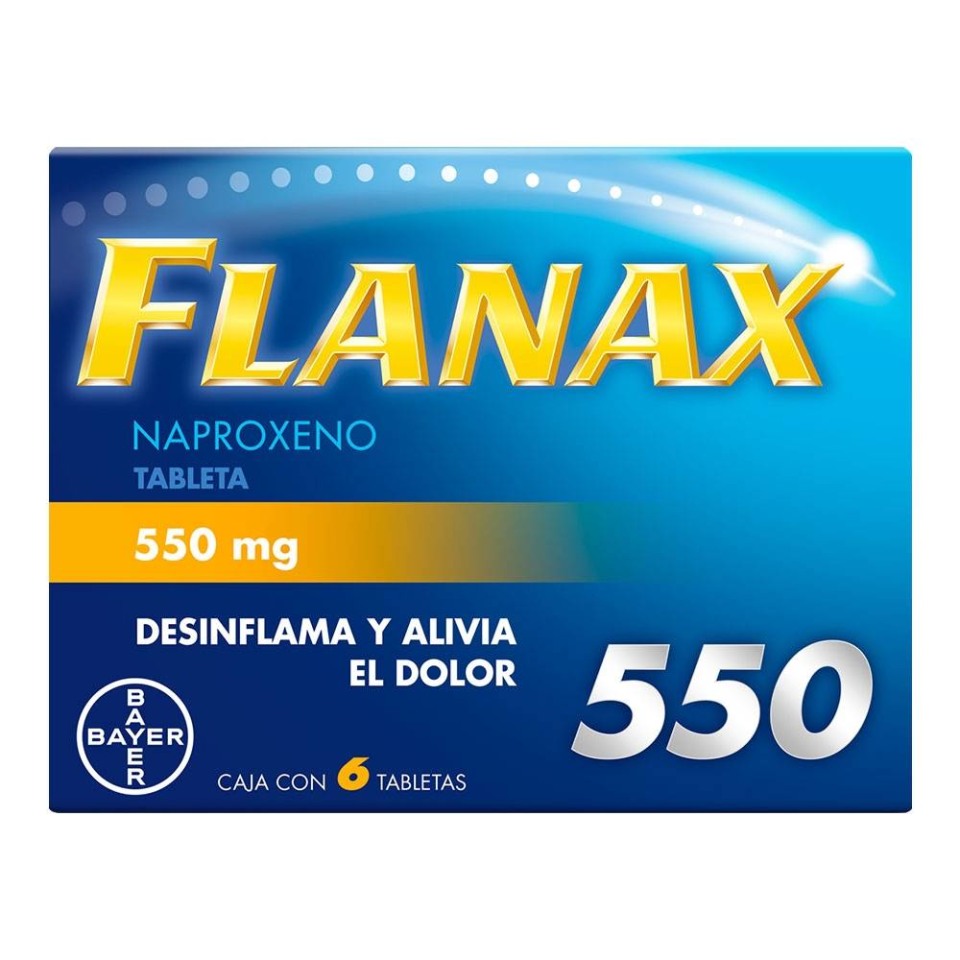 FLANAX
NAPROXENO
TABLETA
550 mg
DESINFLAMA Y ALIVIA
EL DOLOR
550
BAYER
BAYER
CAJA CON 6 TABLETAS